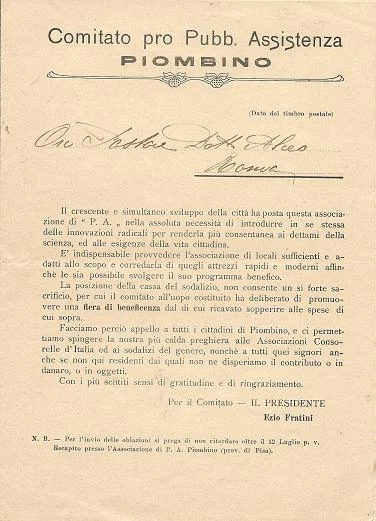 Comitato pro Pubb. Assistenza
PIOMBINO
(Data del timbro postale)
On Dott. Alceo
Roma
Il crescente e simultaneo sviluppo della città ha posta questa associa-
zione di " P. A. „ nella assoluta necessità di introdurre in se stessa
delle innovazioni radicali per renderla più consentanea ai dettami della
scienza, ed alle esigenze della vita cittadina.
E' indispensabile provvedere l'associazione di locali sufficienti e a-
datti allo scopo e corredarla di quegli attrezzi rapidi e moderni affin-
chè le sia possibile svolgere il suo programma benefico.
La posizione della cassa del sodalizio, non consente un sì forte sa-
crificio, per cui il comitato all'uopo costituito ha deliberato di promuo-
vere una fiera di beneficenza dal di cui ricavato sopperire alle spese di
cui sopra.
Facciamo perciò appello a tutti i cittadini di Piombino, e ci permet-
tiamo spingere la nostra più calda preghiera alle Associazioni Conso-
relle d'Italia ed ai sodalizi del genere, nonchè a tutti quei signori an-
che se non qui residenti dai quali non ne disperiamo il contributo o in
danaro, o in oggetti.
Con i più sentiti sensi di gratitudine e di ringraziamento.
Per il Comitato — IL PRESIDENTE
Ezio Fratini
N. B. — Per l'invio delle oblazioni si prega di non ritardare oltre il 12 Luglio p. v.
Recapito presso l'Associazione di P. A. Piombino (prov. di Pisa).